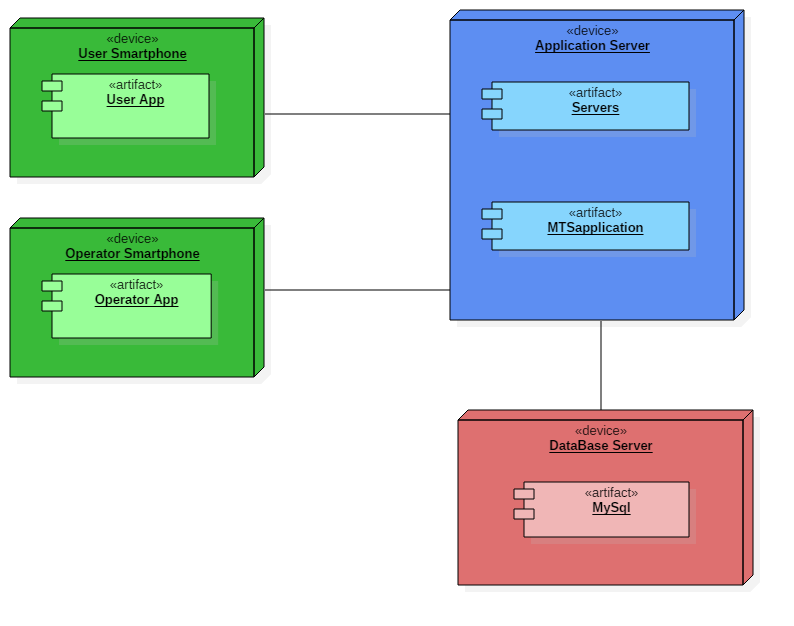 «device»
User Smartphone
«artifact»
User App
«device»
Operator Smartphone
«artifact»
Operator App
«device»
Application Server
«artifact»
Servers
«artifact»
MTSapplication
«device»
DataBase Server
«artifact»
MySql